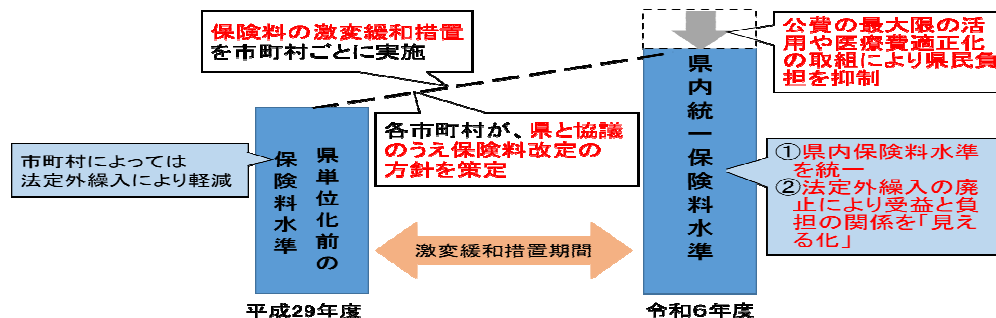 保険料の激変緩和措置
を市町村ごとに実施
公費の最大限の活
用や医療費適正化
の取組により県民負
担を抑制
各市町村が、県と協議
のうえ保険料改定の
方針を策定
市町村によっては
法定外繰入により軽減
県単位化前の
保険料水準
県内統一保険料水準
①県内保険料水準
を統一
②法定外繰入の廃
止により受益と負
担の関係を「見え
る化」
激変緩和措置期間
平成29年度
令和6年度